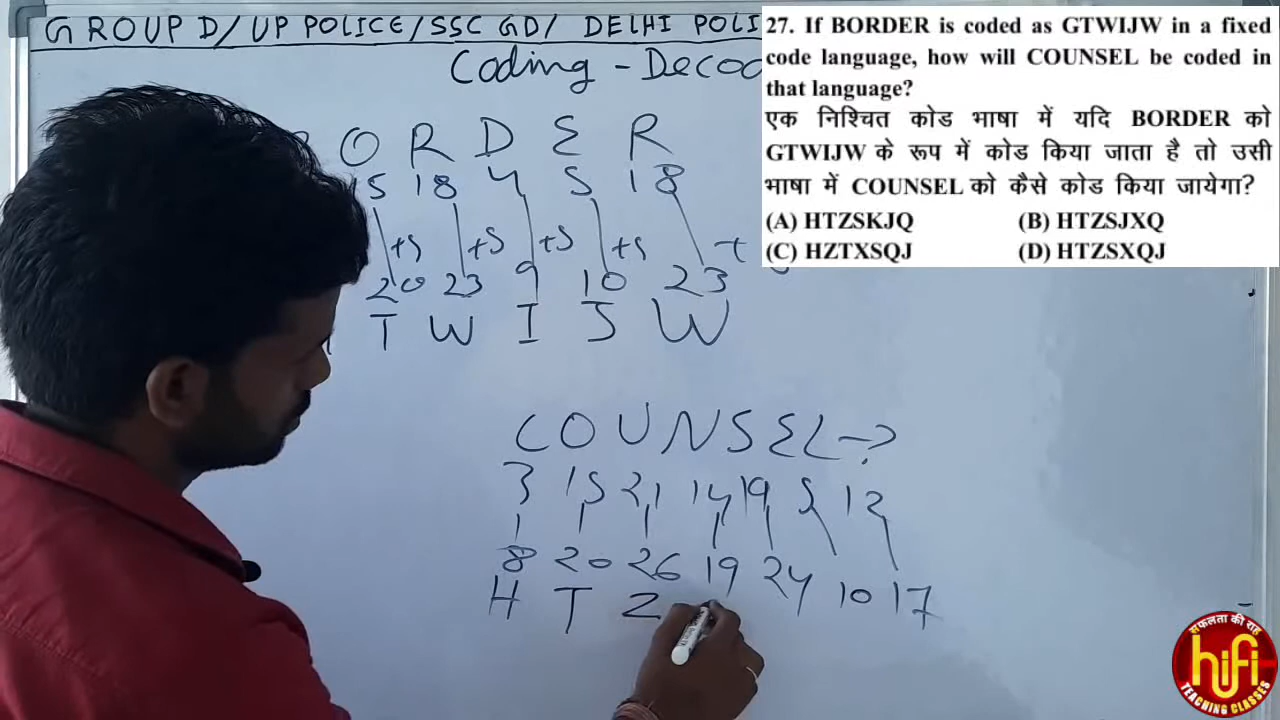 GROUP D/UP POLICE/SSC GD/ DELHI POLI
Coding-Decod
O R D E R
15 18 4 5 18
+5 +5 +5 +5 +
20 23 9 10 23
T W I J W
COUNSEL-?
3 15 21 14 19 5 12
8 20 26 19 24 10 17
H T Z
27. If BORDER is coded as GTWIJW in a fixed
code language, how will COUNSEL be coded in
that language?
एक निश्चित कोड भाषा में यदि BORDER को
GTWIJW के रूप में कोड किया जाता है तो उसी
भाषा में COUNSEL को कैसे कोड किया जायेगा?
(A) HTZSKJQ (B) HTZSJXQ
(C) HZTXSQJ (D) HTZSXQJ
सफलता की राह
hifi
TEACHING CLASSES